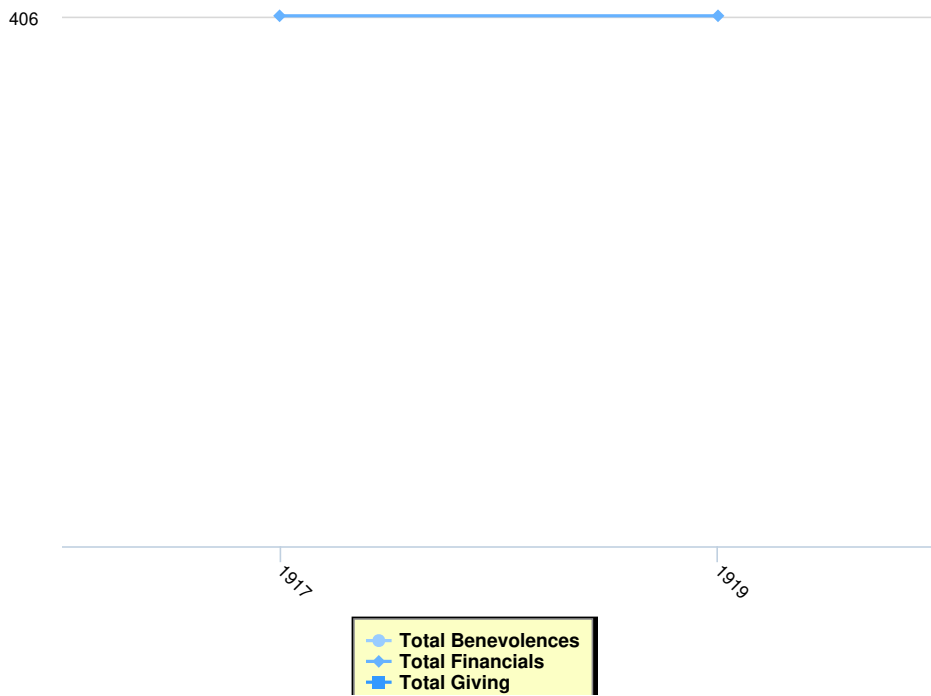 406
1917
1919
Total Benevolences
Total Financials
Total Giving